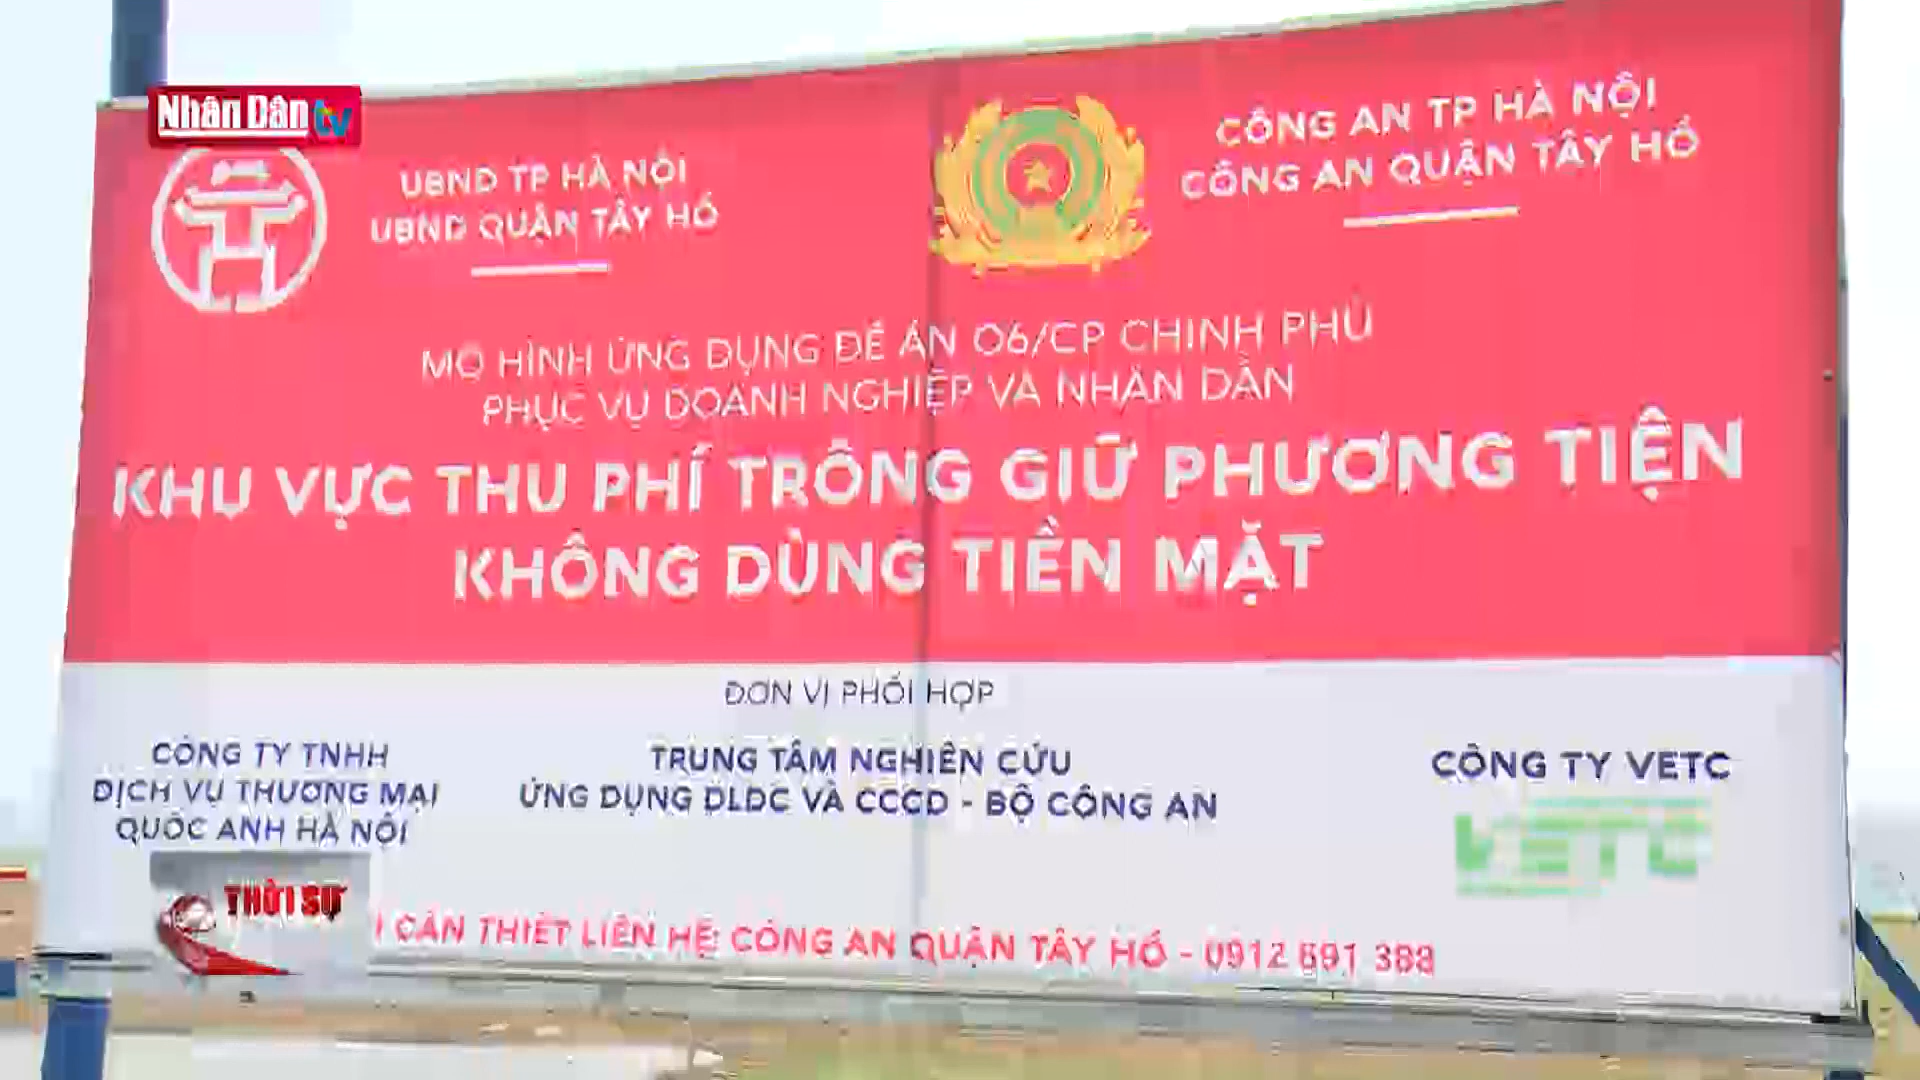 Nhân Dân tv
UBND TP HÀ NỘI
UBND QUẬN TÂY HỒ
CÔNG AN TP HÀ NỘI
CÔNG AN QUẬN TÂY HỒ
MÔ HÌNH ỨNG DỤNG ĐỀ ÁN 06/CP CHÍNH PHỦ
PHỤC VỤ DOANH NGHIỆP VÀ NHÂN DÂN
KHU VỰC THU PHÍ TRÔNG GIỮ PHƯƠNG TIỆN
KHÔNG DÙNG TIỀN MẶT
ĐƠN VỊ PHỐI HỢP
CÔNG TY TNHH
DỊCH VỤ THƯƠNG MẠI
QUỐC ANH HÀ NỘI
TRUNG TÂM NGHIÊN CỨU
ỨNG DỤNG DLDC VÀ CCCD - BỘ CÔNG AN
CÔNG TY VETC
VETC
THỜI SỰ
I CẦN THIẾT LIÊN HỆ: CÔNG AN QUẬN TÂY HỒ - 0912 691 388